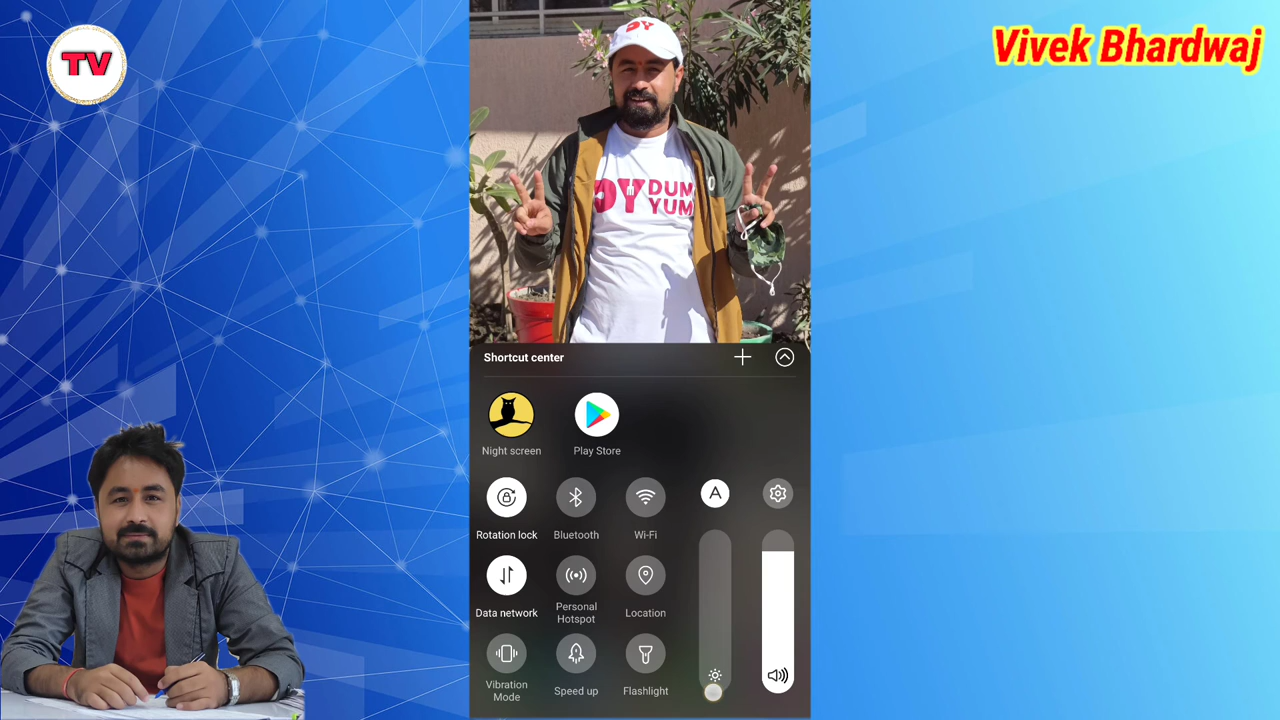 TV
Vivek Bhardwaj
DY
DY DUM
YUM
Shortcut center
Night screen
Play Store
A
Rotation lock
Bluetooth
Wi-Fi
Data network
Personal
Hotspot
Location
Vibration
Mode
Speed up
Flashlight